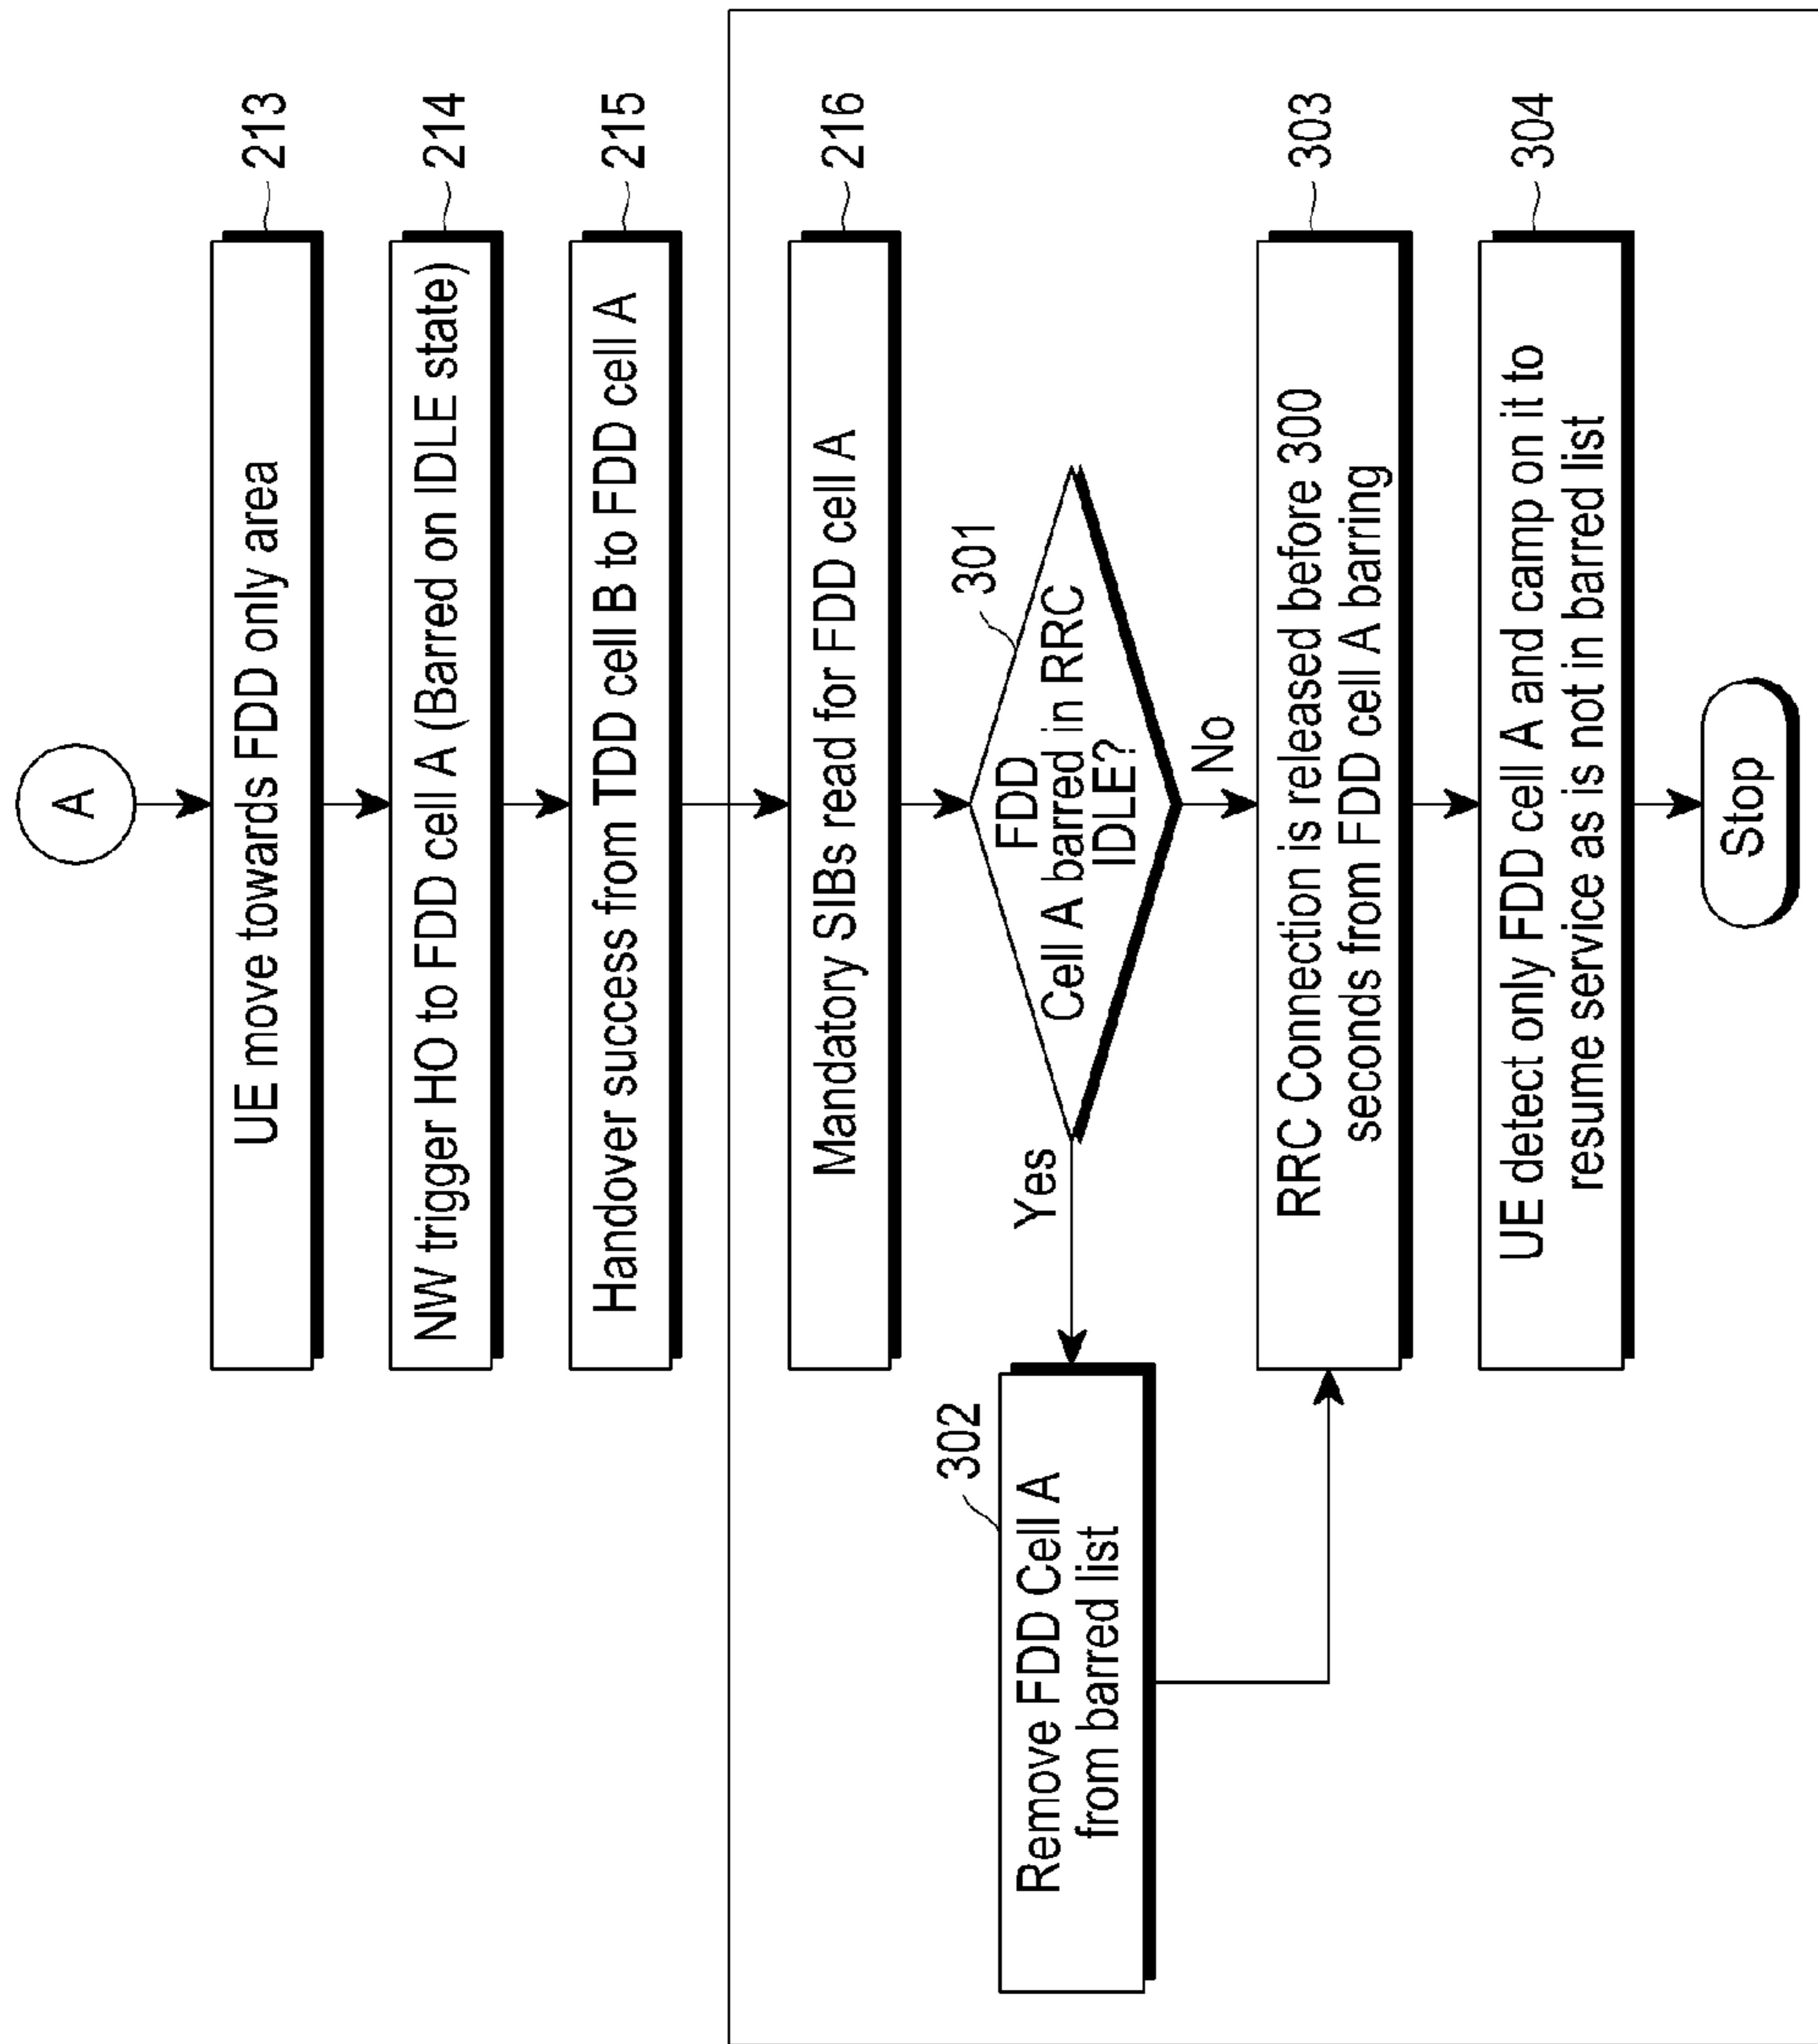 A
UE move towards FDD only area
213
NW trigger HO to FDD cell A (Barred on IDLE state)
214
Handover success from TDD cell B to FDD cell A
215
Mandatory SIBs read for FDD cell A
216
FDD
Cell A barred in RRC
IDLE?
301
Yes
No
302
Remove FDD Cell A
from barred list
RRC Connection is released before 300
seconds from FDD cell A barring
303
UE detect only FDD cell A and camp on it to
resume service as is not in barred list
304
Stop